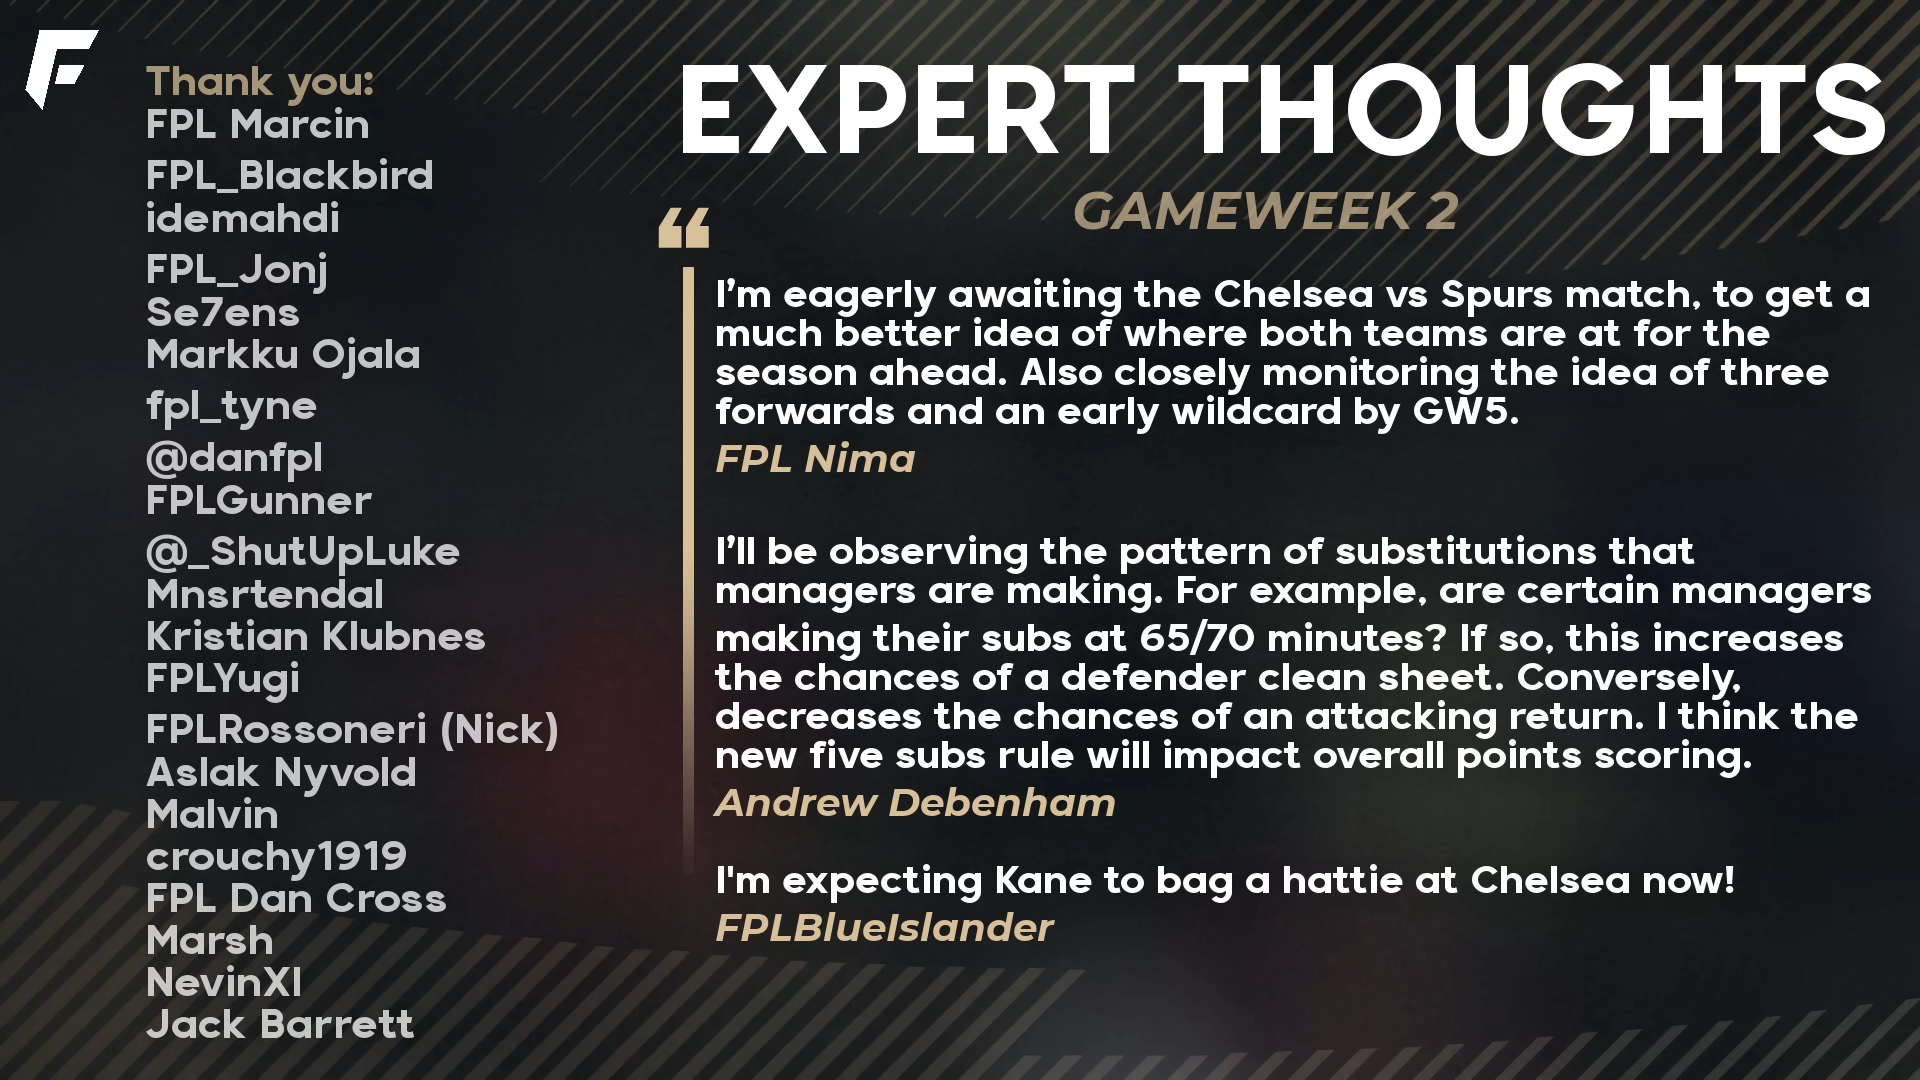 Thank you:
FPL Marcin
FPL_Blackbird
idemahdi
FPL_Jonj
Se7ens
Markku Ojala
fpl_tyne
@danfpl
FPLGunner
@_ShutUpLuke
Mnsrtendal
Kristian Klubnes
FPLYugi
FPLRossoneri (Nick)
Aslak Nyvold
Malvin
crouchy1919
FPL Dan Cross
Marsh
NevinXI
Jack Barrett
EXPERT THOUGHTS
GAMEWEEK 2
“
I’m eagerly awaiting the Chelsea vs Spurs match, to get a
much better idea of where both teams are at for the
season ahead. Also closely monitoring the idea of three
forwards and an early wildcard by GW5.
FPL Nima
I’ll be observing the pattern of substitutions that
managers are making. For example, are certain managers
making their subs at 65/70 minutes? If so, this increases
the chances of a defender clean sheet. Conversely,
decreases the chances of an attacking return. I think the
new five subs rule will impact overall points scoring.
Andrew Debenham
I'm expecting Kane to bag a hattie at Chelsea now!
FPLBlueIslander